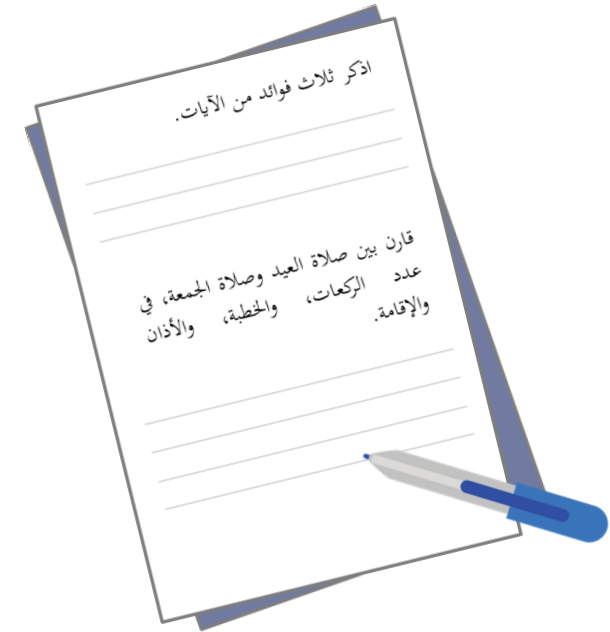 اذكر ثلاث فوائد من الآيات.
قارن بين صلاة العيد وصلاة الجمعة، في
عدد الركعات، والخطبة، والأذان
والإقامة.